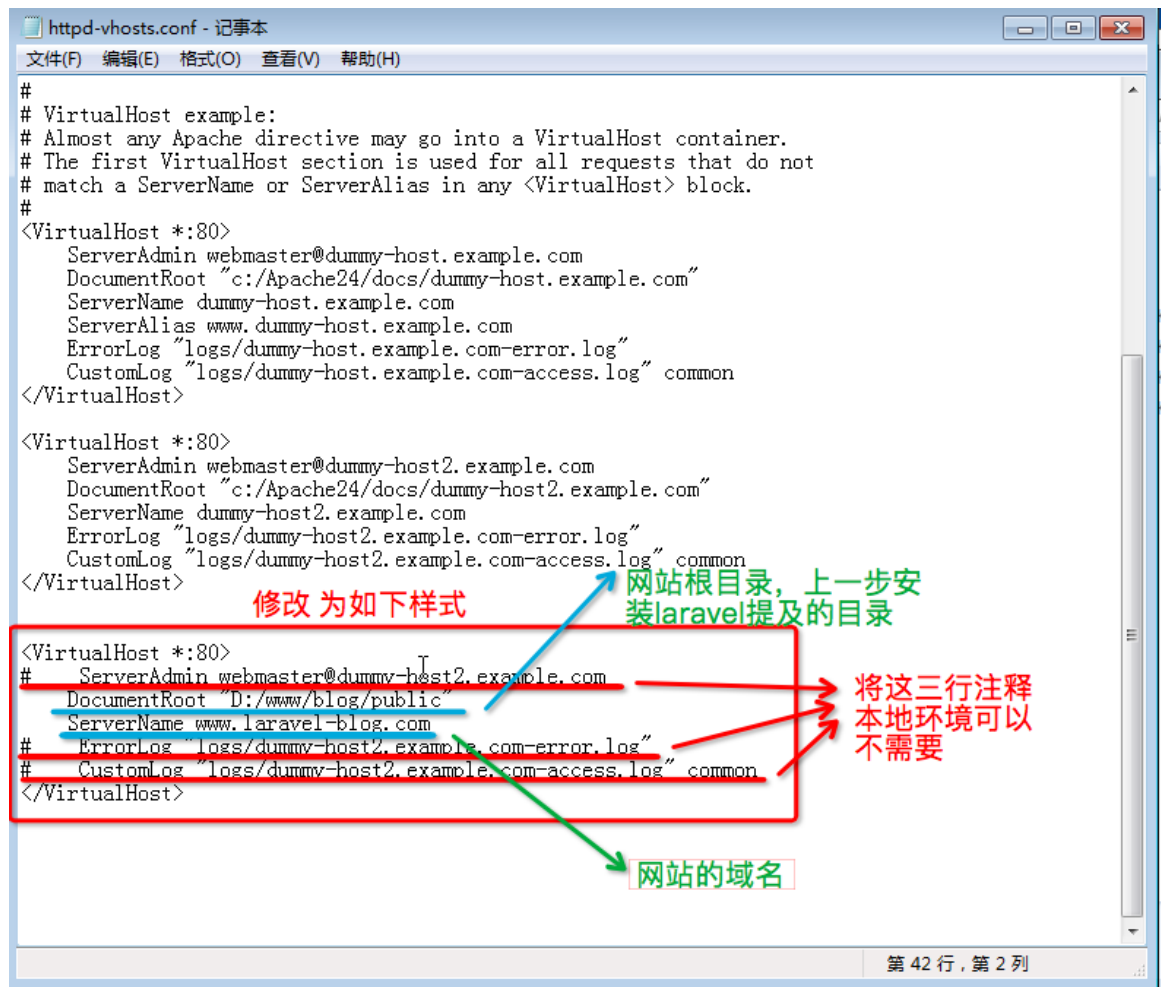 httpd-vhosts.conf - 记事本
文件(F) 编辑(E) 格式(O) 查看(V) 帮助(H)
#
# VirtualHost example:
# Almost any Apache directive may go into a VirtualHost container.
# The first VirtualHost section is used for all requests that do not
# match a ServerName or ServerAlias in any <VirtualHost> block.
#
<VirtualHost *:80>
    ServerAdmin webmaster@dummy-host.example.com
    DocumentRoot "c:/Apache24/docs/dummy-host.example.com"
    ServerName dummy-host.example.com
    ServerAlias www.dummy-host.example.com
    ErrorLog "logs/dummy-host.example.com-error.log"
    CustomLog "logs/dummy-host.example.com-access.log" common
</VirtualHost>
<VirtualHost *:80>
    ServerAdmin webmaster@dummy-host2.example.com
    DocumentRoot "c:/Apache24/docs/dummy-host2.example.com"
    ServerName dummy-host2.example.com
    ErrorLog "logs/dummy-host2.example.com-error.log"
    CustomLog "logs/dummy-host2.example.com-access.log" common
</VirtualHost>
网站根目录，上一步安
装laravel提及的目录
修改 为如下样式
<VirtualHost *:80>
#    ServerAdmin webmaster@dummy-host2.example.com
    DocumentRoot "D:/www/blog/public"
    ServerName www.laravel-blog.com
#    ErrorLog "logs/dummy-host2.example.com-error.log"
#    CustomLog "logs/dummy-host2.example.com-access.log" common
</VirtualHost>
将这三行注释
本地环境可以
不需要
网站的域名
第 42 行，第 2 列